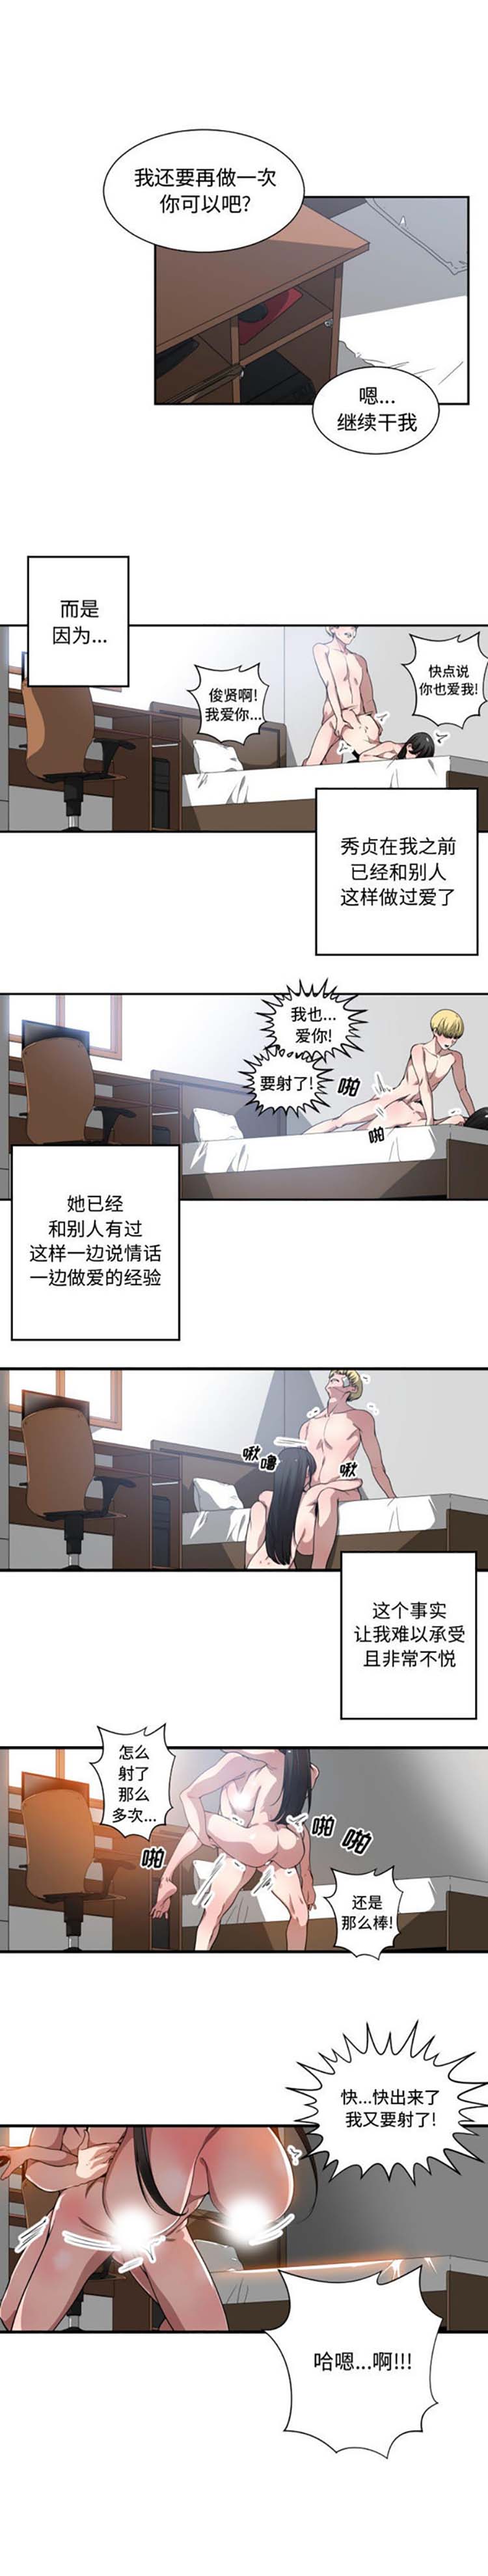 我还要再做一次
你可以吧?
嗯...
继续干我
而是
因为...
俊贤啊!
我爱你...
快点说
你也爱我!
秀贞在我之前
已经和别人
这样做过爱了
我也...
爱你!
要射了!
啪
啪
她已经
和别人有过
这样一边说情话
一边做爱的经验
啾
噜
啾
这个事实
让我难以承受
且非常不悦
怎么
射了
那么
多次...
啪
啪
啪
还是
那么棒!
快...快出来了
我又要射了!
哈嗯...啊!!!